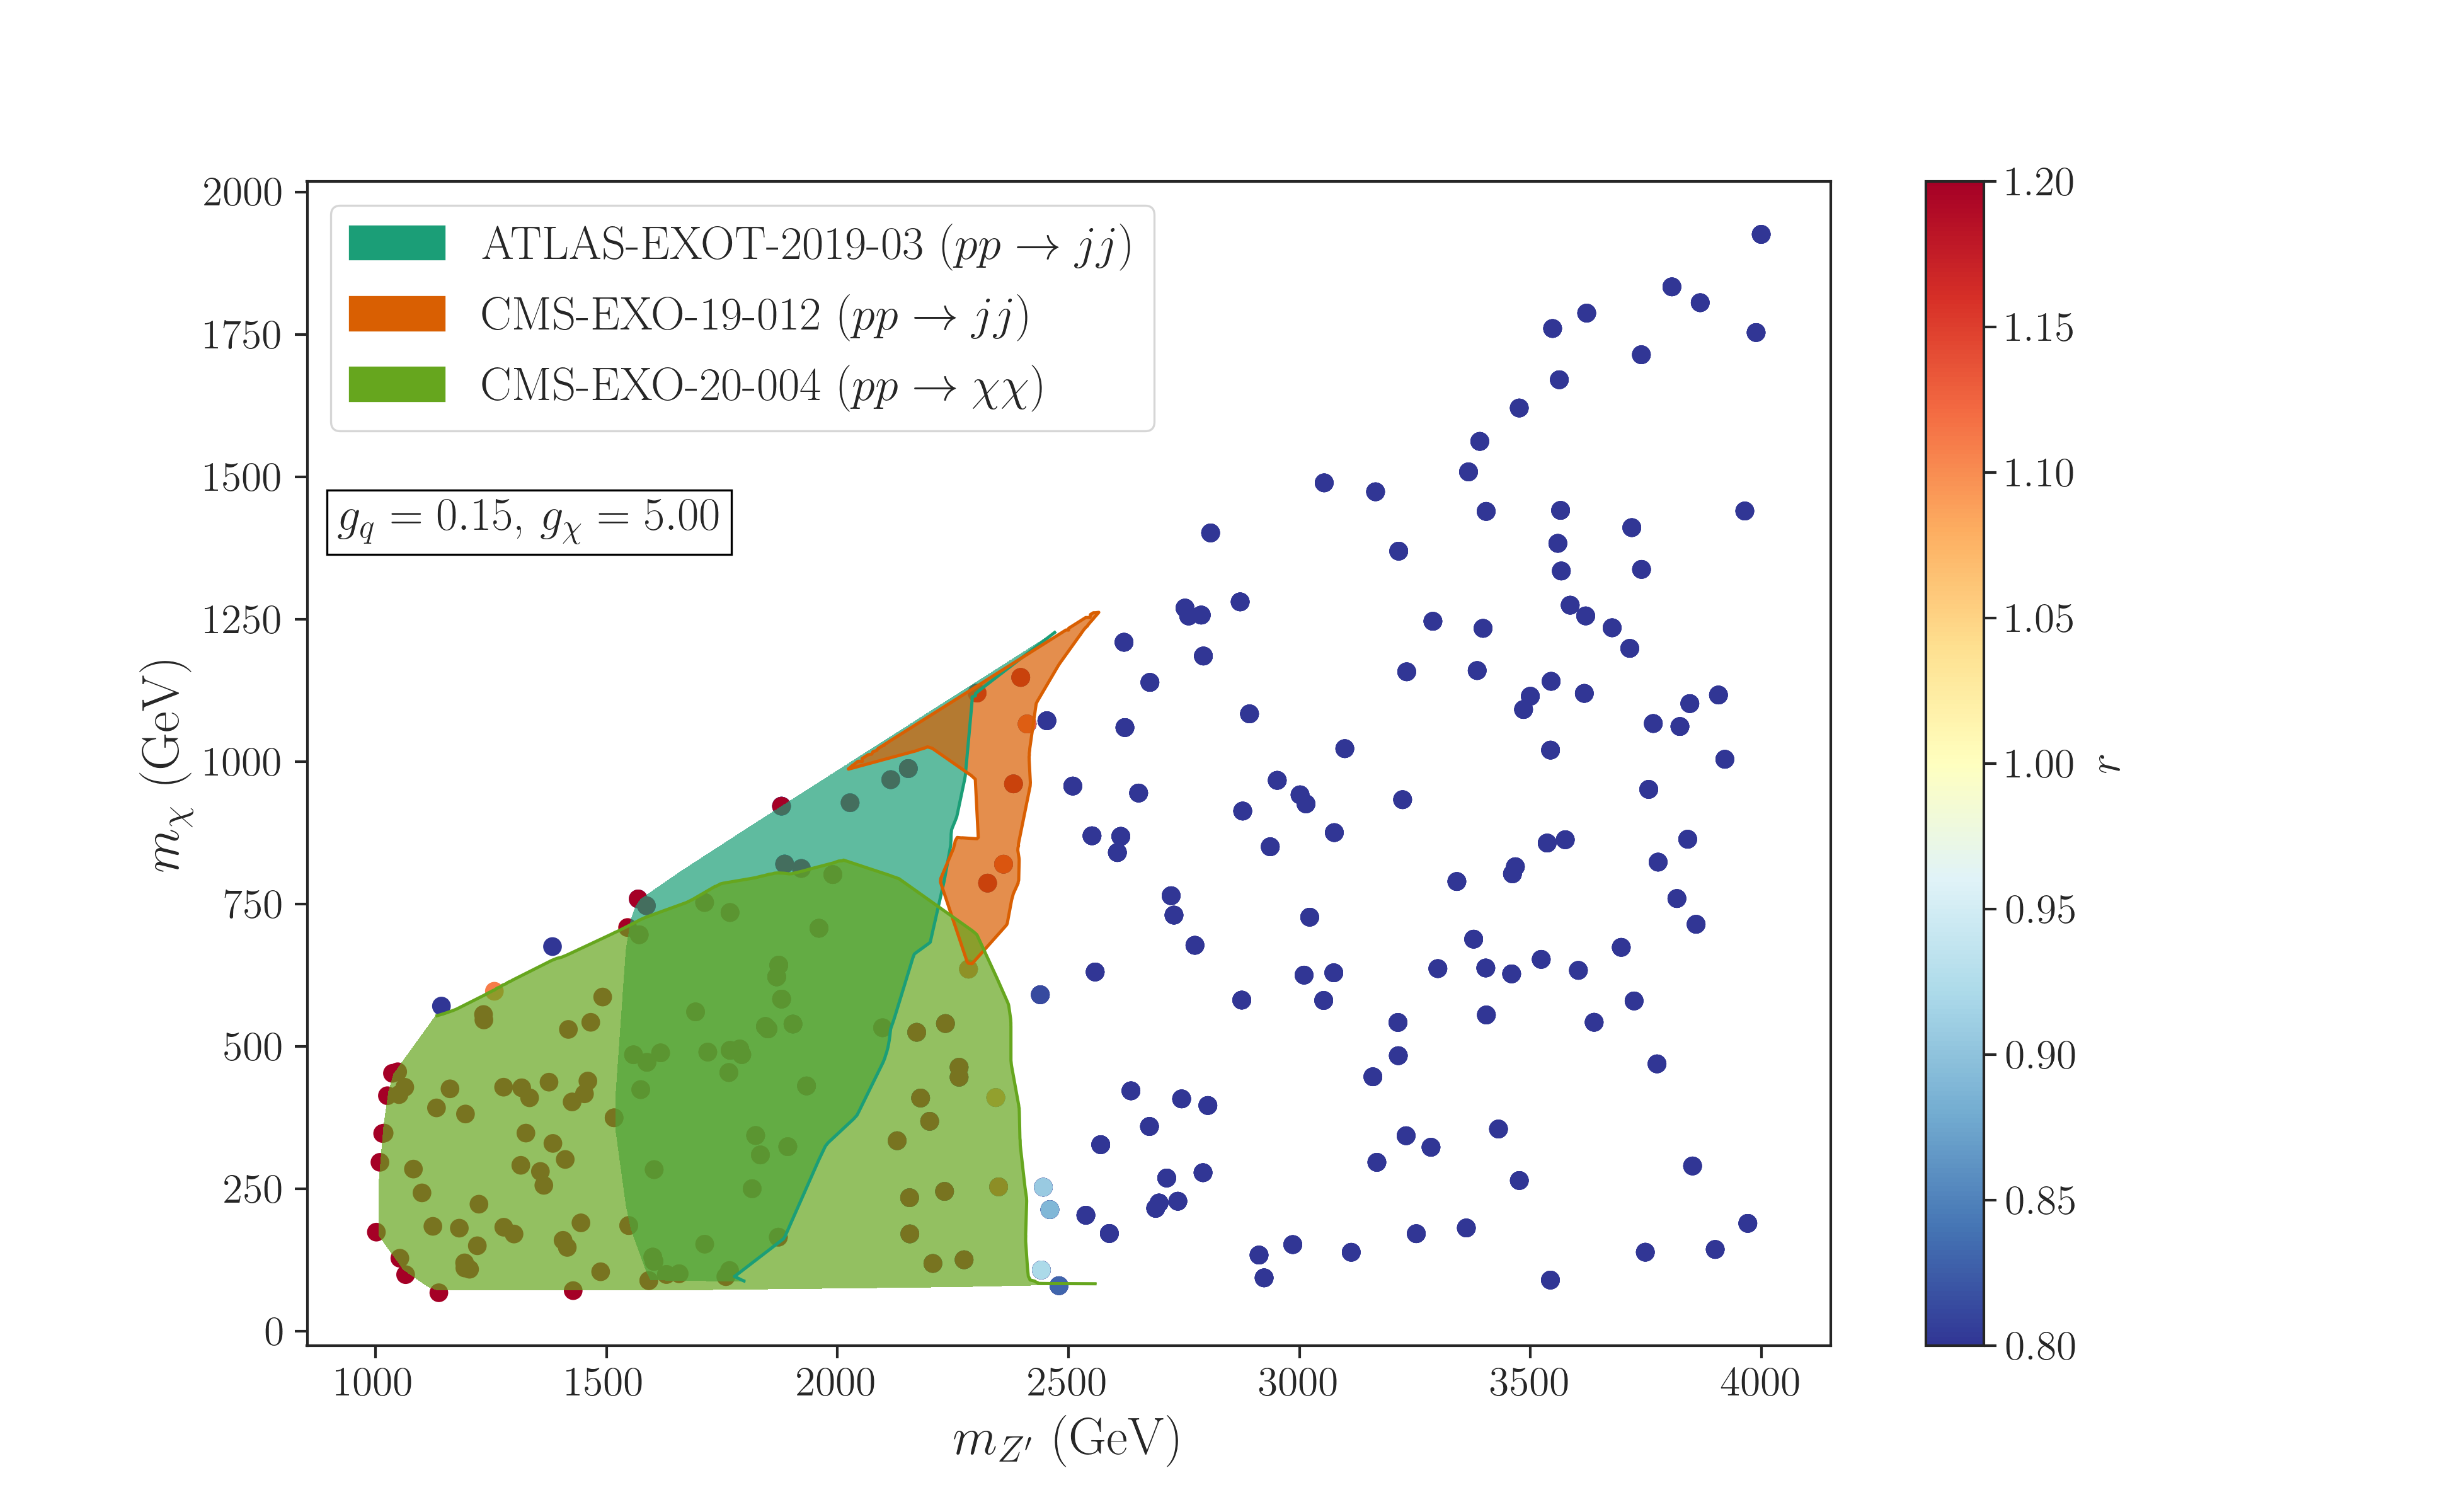 2000
1750
1500
1250
1000
750
500
250
0
m_χ (GeV)
ATLAS-EXOT-2019-03 (pp → jj)
CMS-EXO-19-012 (pp → jj)
CMS-EXO-20-004 (pp → χχ)
g_q = 0.15, g_χ = 5.00
1000 1500 2000 2500 3000 3500 4000
m_Z′ (GeV)
1.20
1.15
1.10
1.05
1.00
0.95
0.90
0.85
0.80
r